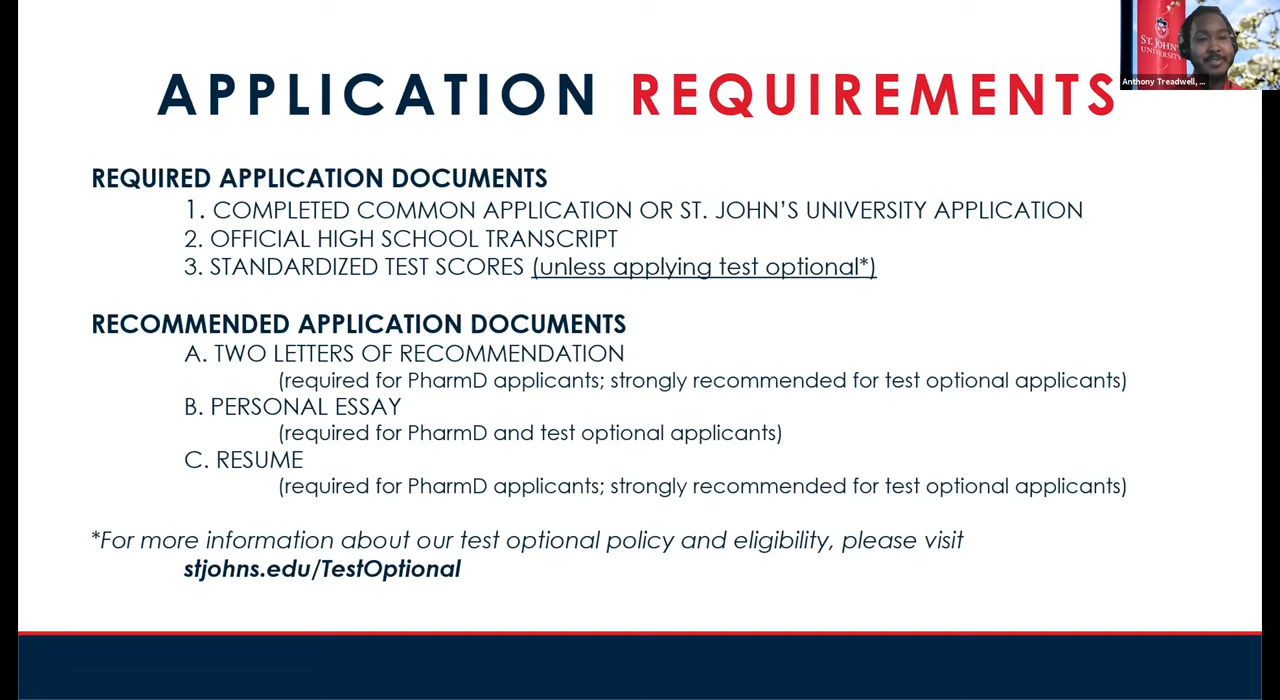 APPLICATION REQUIREMENTS
ST. JOHN'S
UNIVERSITY
Anthony Treadwell, ...
REQUIRED APPLICATION DOCUMENTS
1. COMPLETED COMMON APPLICATION OR ST. JOHN’S UNIVERSITY APPLICATION
2. OFFICIAL HIGH SCHOOL TRANSCRIPT
3. STANDARDIZED TEST SCORES (unless applying test optional*)
RECOMMENDED APPLICATION DOCUMENTS
A. TWO LETTERS OF RECOMMENDATION
(required for PharmD applicants; strongly recommended for test optional applicants)
B. PERSONAL ESSAY
(required for PharmD and test optional applicants)
C. RESUME
(required for PharmD applicants; strongly recommended for test optional applicants)
*For more information about our test optional policy and eligibility, please visit
stjohns.edu/TestOptional